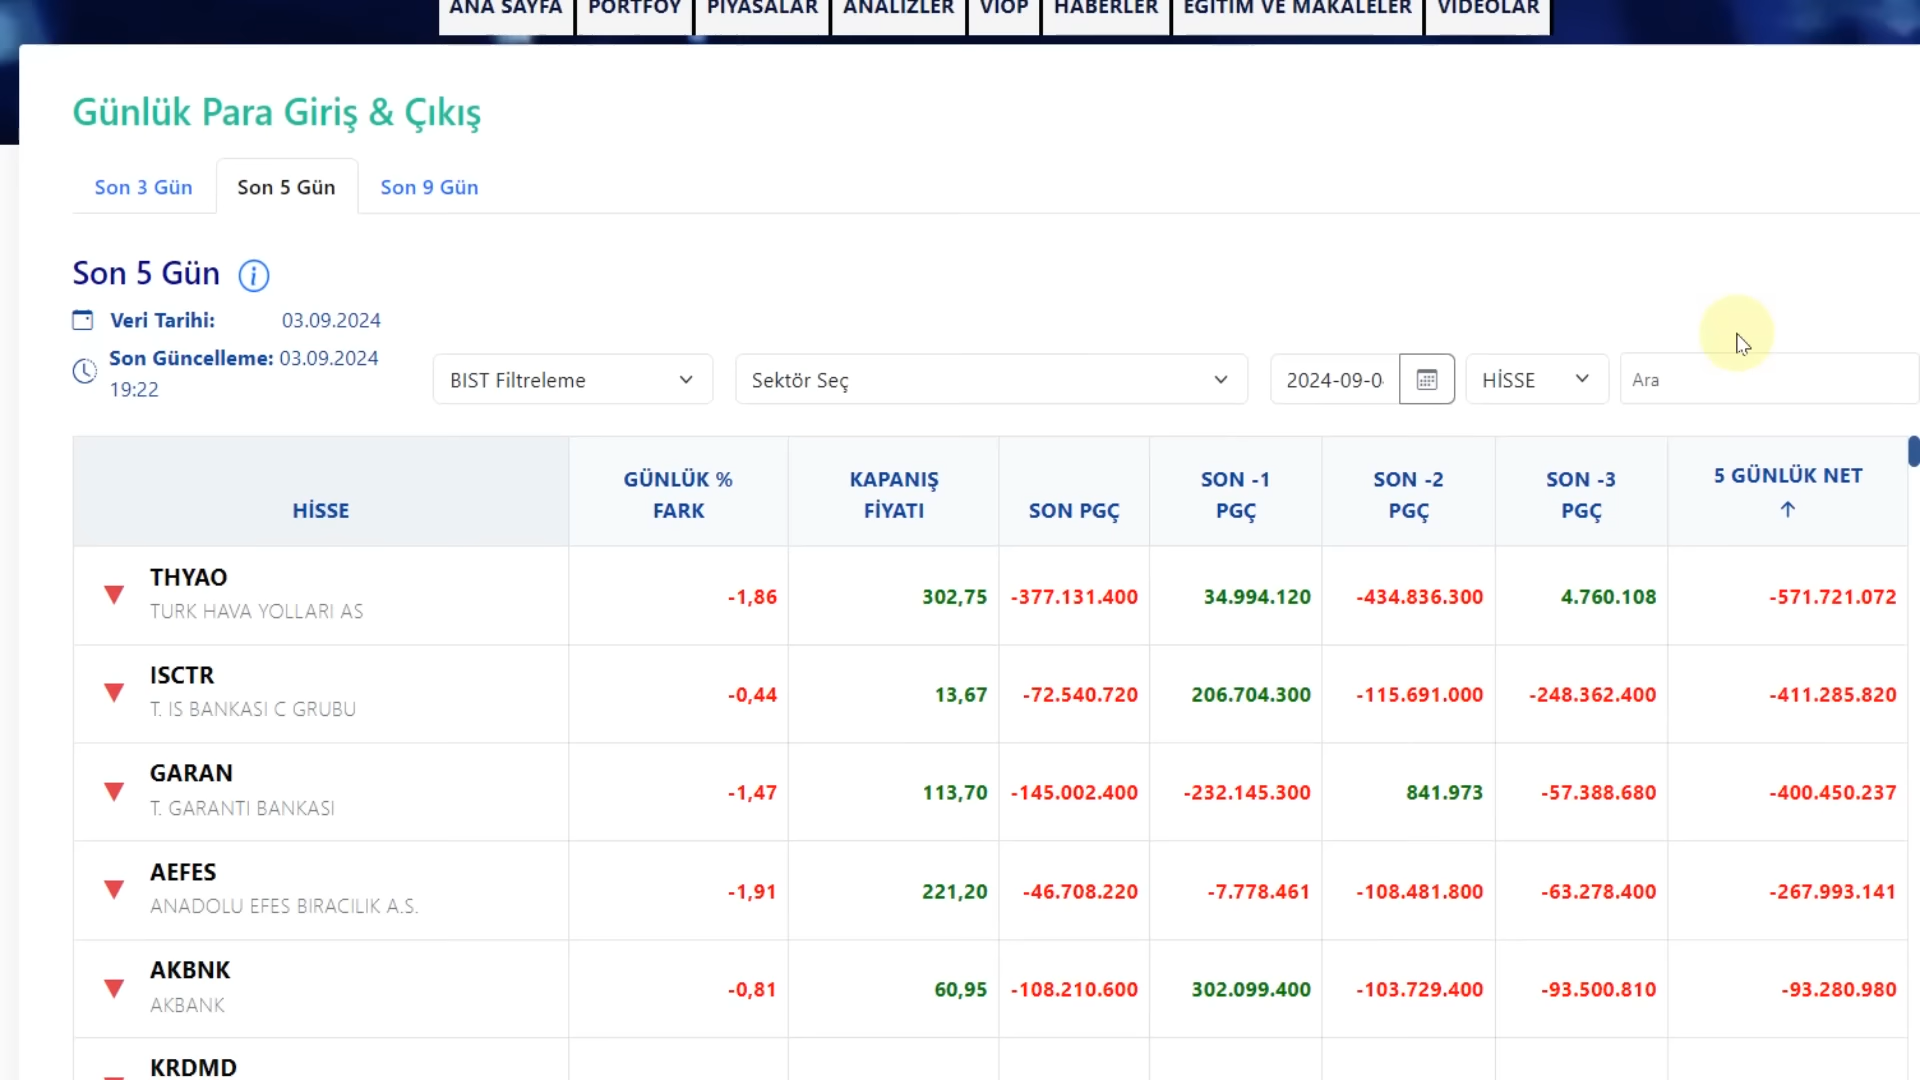 ANA SAYFA PORTFÖY PİYASALAR ANALİZLER VİOP HABERLER EĞİTİM VE MAKALELER VİDEOLAR
Günlük Para Giriş & Çıkış
Son 3 Gün Son 5 Gün Son 9 Gün
Son 5 Gün
Veri Tarihi: 03.09.2024
Son Güncelleme: 03.09.2024
19:22
BIST Filtreleme Sektör Seç 2024-09-0 HİSSE Ara
HİSSE GÜNLÜK % FARK KAPANIŞ FİYATI SON PGÇ SON -1 PGÇ SON -2 PGÇ SON -3 PGÇ 5 GÜNLÜK NET ↑
THYAO
TURK HAVA YOLLARI AS
-1,86 302,75 -377.131.400 34.994.120 -434.836.300 4.760.108 -571.721.072
ISCTR
T. IS BANKASI C GRUBU
-0,44 13,67 -72.540.720 206.704.300 -115.691.000 -248.362.400 -411.285.820
GARAN
T. GARANTI BANKASI
-1,47 113,70 -145.002.400 -232.145.300 841.973 -57.388.680 -400.450.237
AEFES
ANADOLU EFES BIRACILIK A.S.
-1,91 221,20 -46.708.220 -7.778.461 -108.481.800 -63.278.400 -267.993.141
AKBNK
AKBANK
-0,81 60,95 -108.210.600 302.099.400 -103.729.400 -93.500.810 -93.280.980
KRDMD